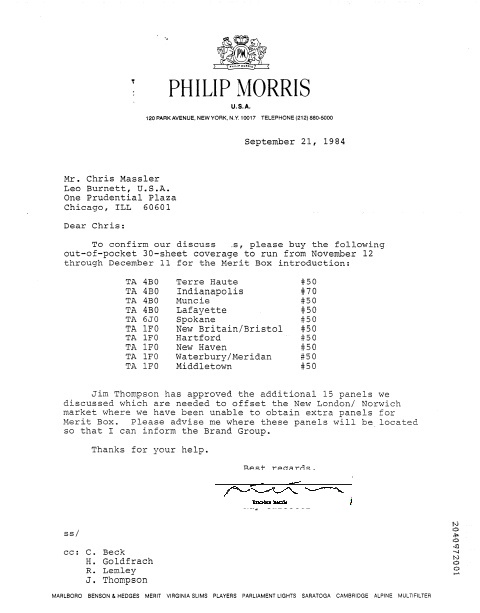 PM
PHILIP MORRIS
U.S.A.
120 PARK AVENUE, NEW YORK, N.Y. 10017 TELEPHONE (212) 880-5000
September 21, 1984
Mr. Chris Massler
Leo Burnett, U.S.A.
One Prudential Plaza
Chicago, ILL 60601
Dear Chris:
To confirm our discuss s, please buy the following
out-of-pocket 30-sheet coverage to run from November 12
through December 11 for the Merit Box introduction:
TA 4B0 Terre Haute #50
TA 4B0 Indianapolis #70
TA 4B0 Muncie #50
TA 4B0 Lafayette #50
TA 6J0 Spokane #50
TA 1F0 New Britain/Bristol #50
TA 1F0 Hartford #50
TA 1F0 New Haven #50
TA 1F0 Waterbury/Meridan #50
TA 1F0 Middletown #50
Jim Thompson has approved the additional 15 panels we
discussed which are needed to offset the New London/ Norwich
market where we have been unable to obtain extra panels for
Merit Box. Please advise me where these panels will be located
so that I can inform the Brand Group.
Thanks for your help.
Best regards,
ss/
cc: C. Beck
H. Goldfrach
R. Lemley
J. Thompson
2040972001
MARLBORO BENSON & HEDGES MERIT VIRGINIA SLIMS PLAYERS PARLIAMENT LIGHTS SARATOGA CAMBRIDGE ALPINE MULTIFILTER